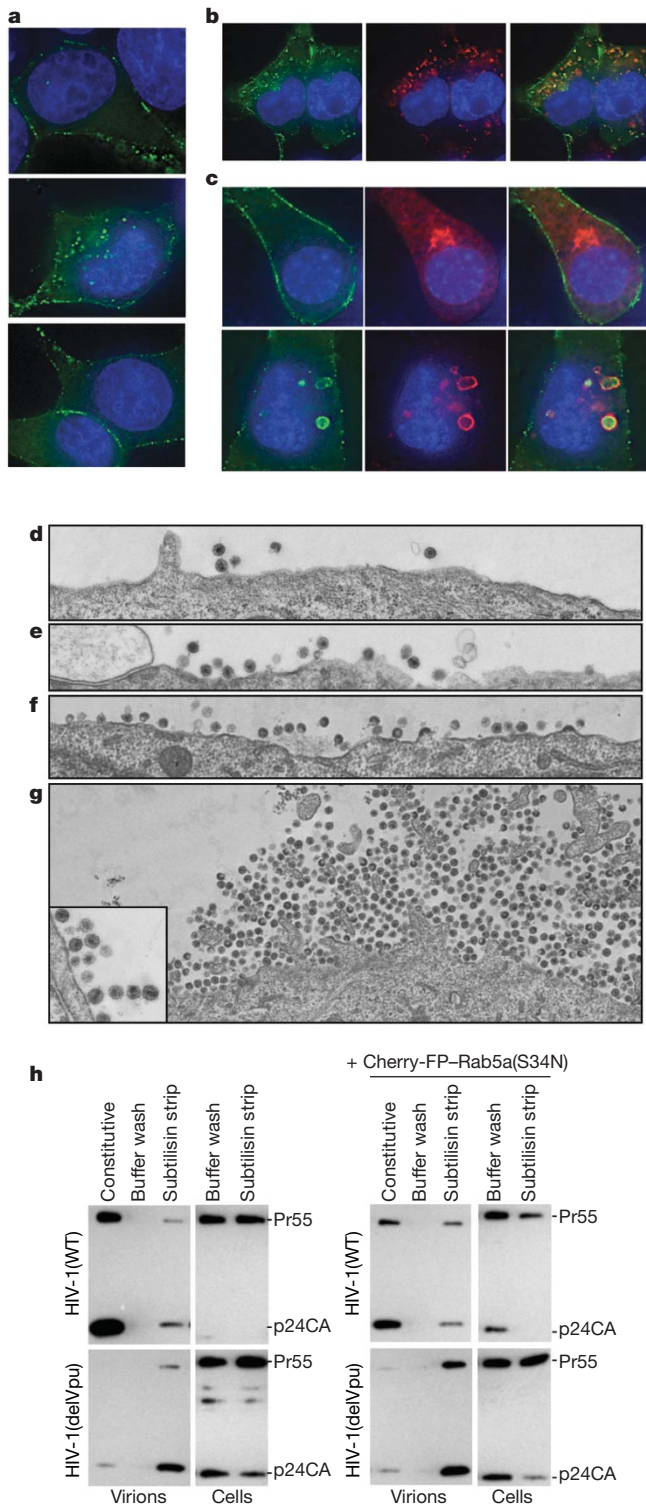 a
b
c
d
e
f
g
h
+ Cherry-FP–Rab5a(S34N)
Constitutive
Buffer wash
Subtilisin strip
Buffer wash
Subtilisin strip
Constitutive
Buffer wash
Subtilisin strip
Buffer wash
Subtilisin strip
HIV-1(WT)
-Pr55
-p24CA
HIV-1(WT)
-Pr55
-p24CA
HIV-1(delVpu)
-Pr55
-p24CA
HIV-1(delVpu)
-Pr55
-p24CA
Virions
Cells
Virions
Cells